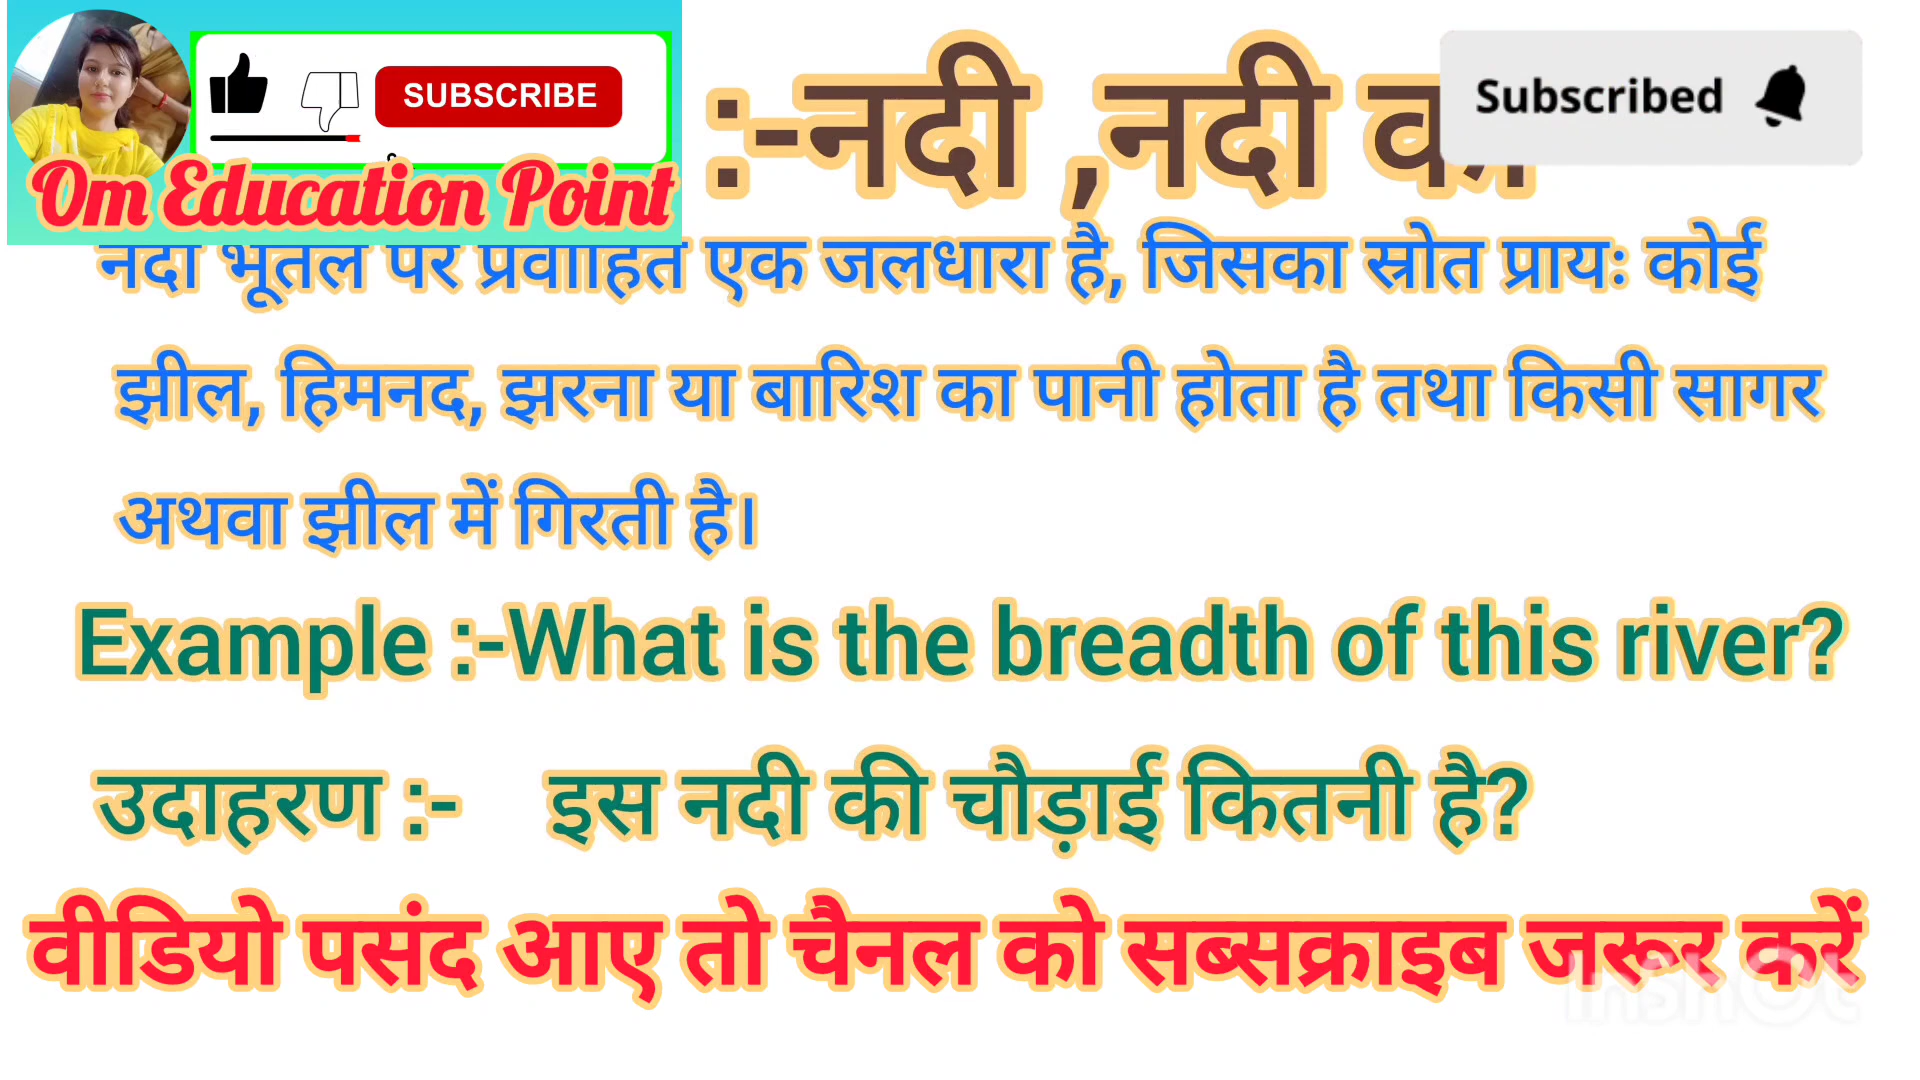 SUBSCRIBE
Om Education Point
:-नदी ,नदी
Subscribed
नदी भूतल पर प्रवाहित एक जलधारा है, जिसका स्रोत प्रायः कोई
झील, हिमनद, झरना या बारिश का पानी होता है तथा किसी सागर
अथवा झील में गिरती है।
Example :-What is the breadth of this river?
उदाहरण :- इस नदी की चौड़ाई कितनी है?
वीडियो पसंद आए तो चैनल को सब्सक्राइब जरूर करें
InShOt